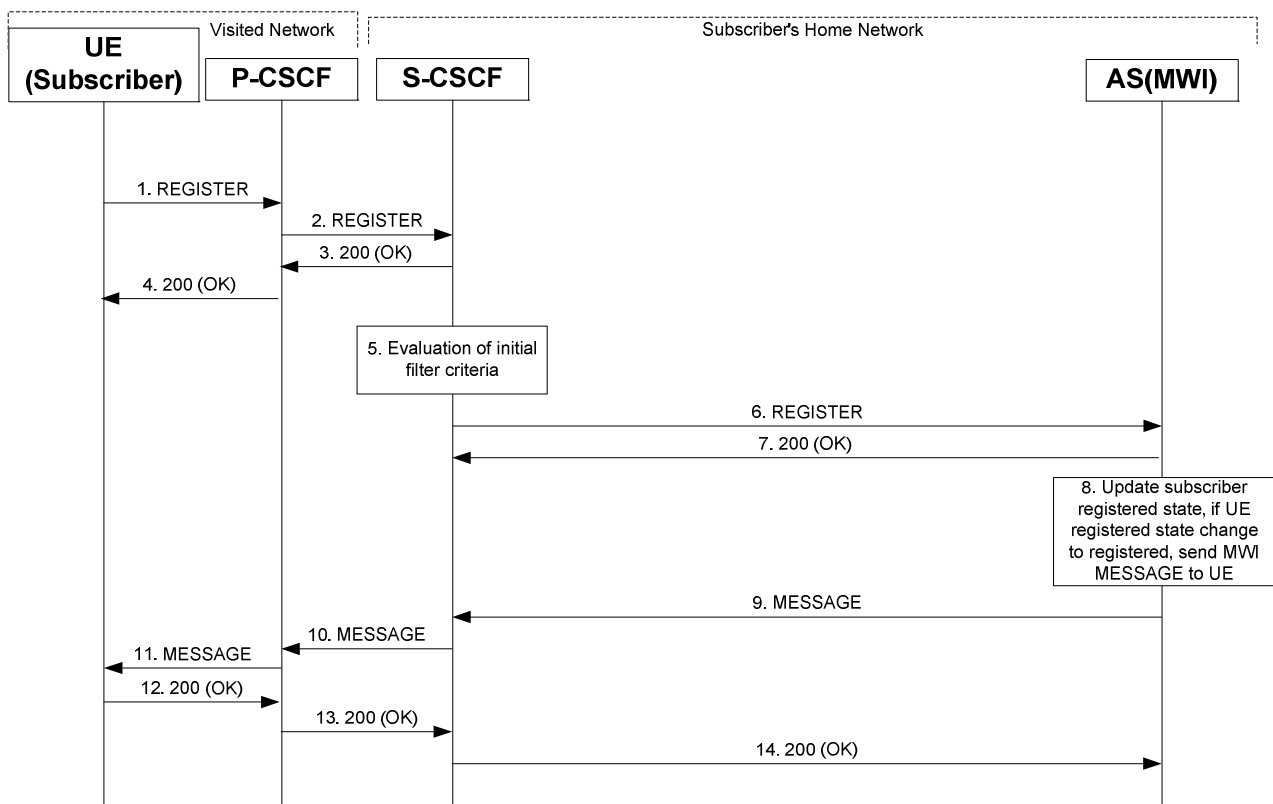 Visited Network
Subscriber's Home Network
UE
(Subscriber)
P-CSCF
S-CSCF
AS(MWI)
1. REGISTER
2. REGISTER
3. 200 (OK)
4. 200 (OK)
5. Evaluation of initial
filter criteria
6. REGISTER
7. 200 (OK)
8. Update subscriber
registered state, if UE
registered state change
to registered, send MWI
MESSAGE to UE
9. MESSAGE
10. MESSAGE
11. MESSAGE
12. 200 (OK)
13. 200 (OK)
14. 200 (OK)